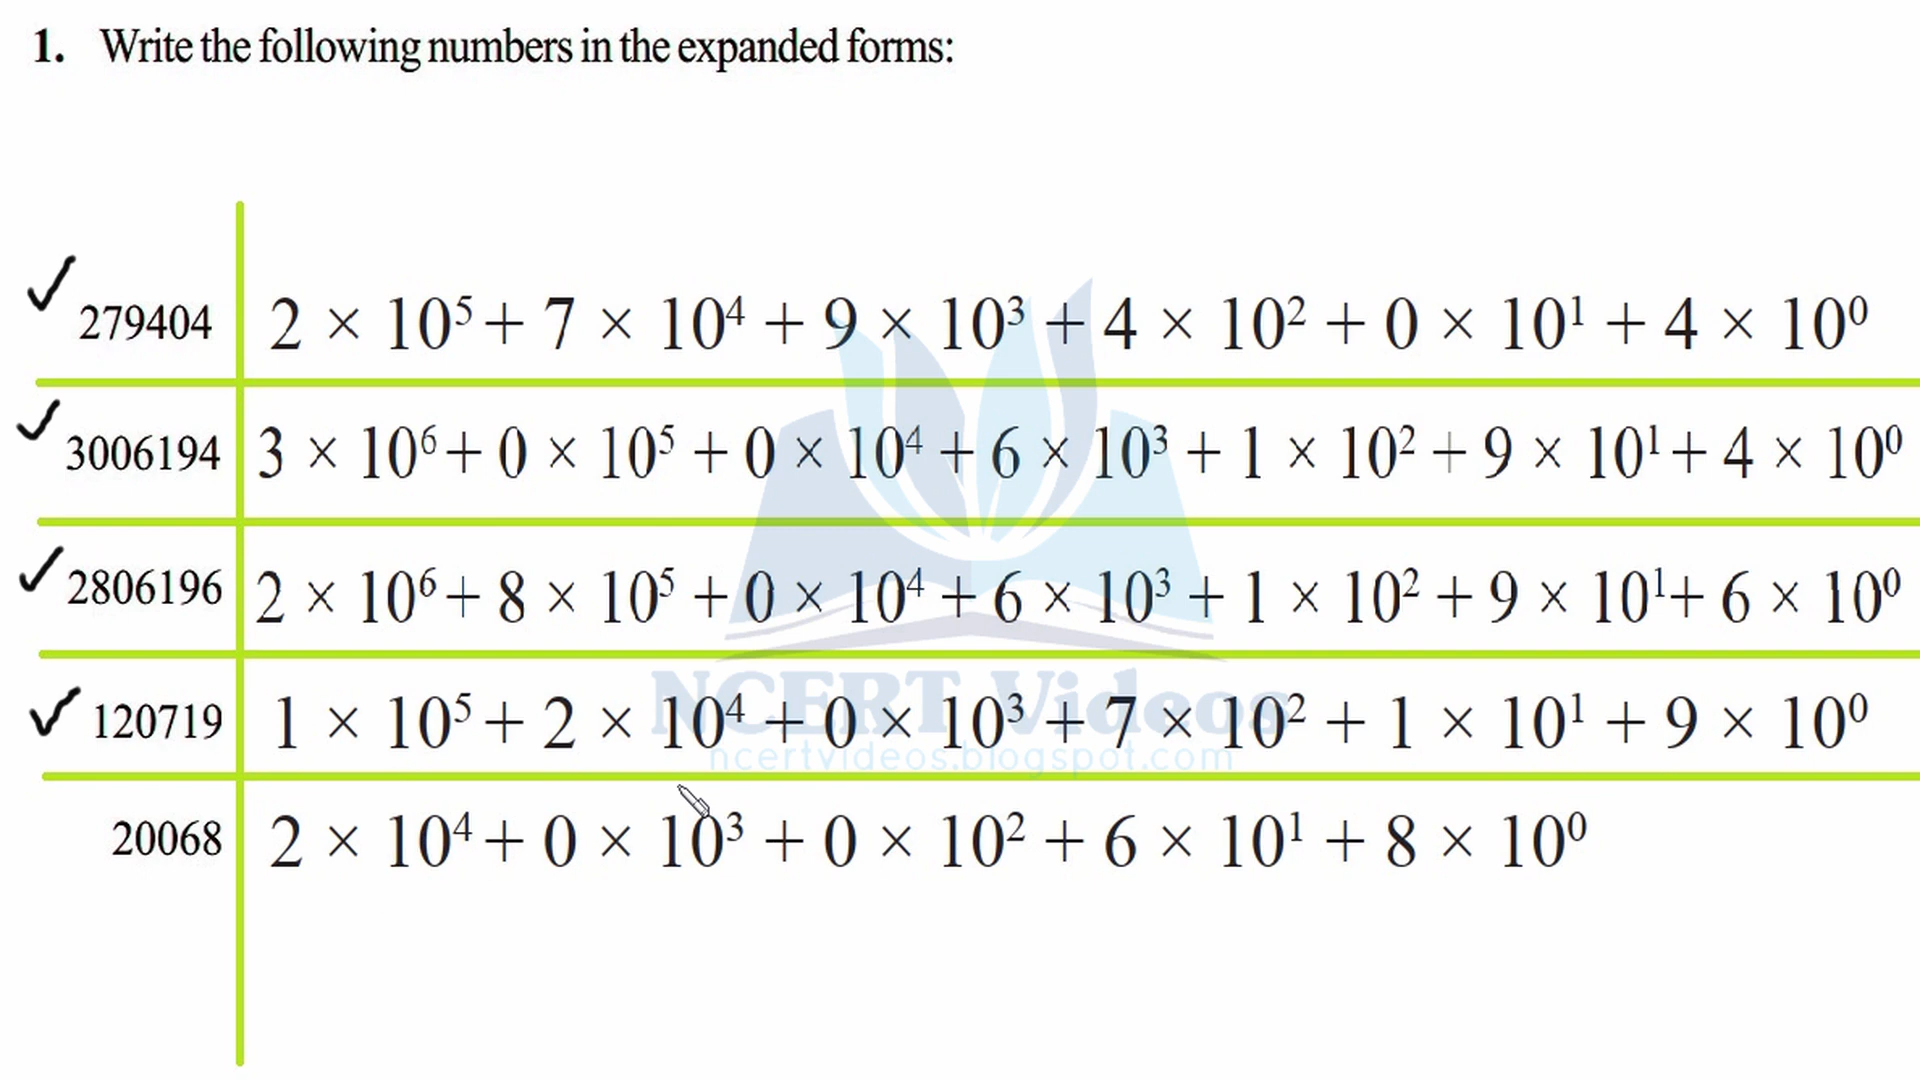 1. Write the following numbers in the expanded forms:
279404 2 × 10⁵ + 7 × 10⁴ + 9 × 10³ + 4 × 10² + 0 × 10¹ + 4 × 10⁰
3006194 3 × 10⁶ + 0 × 10⁵ + 0 × 10⁴ + 6 × 10³ + 1 × 10² + 9 × 10¹ + 4 × 10⁰
2806196 2 × 10⁶ + 8 × 10⁵ + 0 × 10⁴ + 6 × 10³ + 1 × 10² + 9 × 10¹ + 6 × 10⁰
NCERT Videos
120719 1 × 10⁵ + 2 × 10⁴ + 0 × 10³ + 7 × 10² + 1 × 10¹ + 9 × 10⁰
ncertvideos.blogspot.com
20068 2 × 10⁴ + 0 × 10³ + 0 × 10² + 6 × 10¹ + 8 × 10⁰